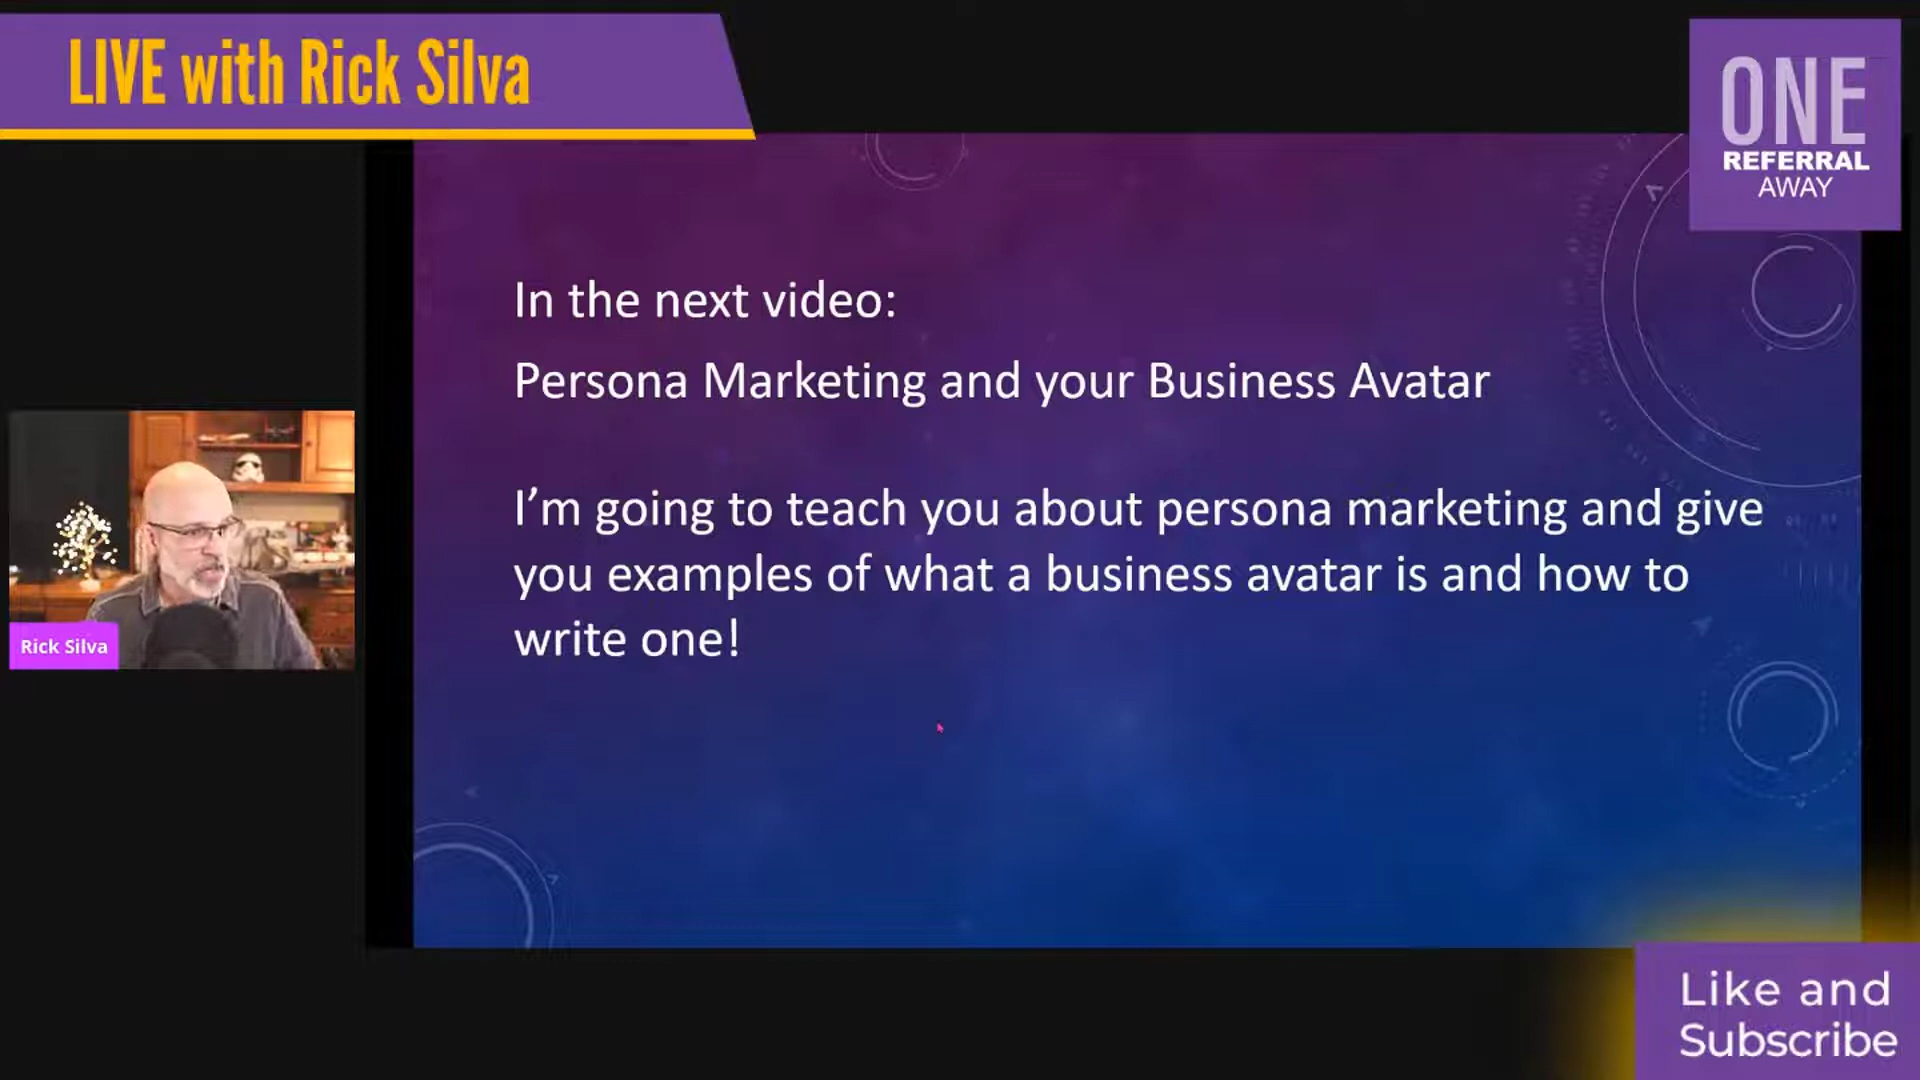 LIVE with Rick Silva
ONE
REFERRAL
AWAY
In the next video:
Persona Marketing and your Business Avatar
I’m going to teach you about persona marketing and give
you examples of what a business avatar is and how to
write one!
Rick Silva
Like and
Subscribe